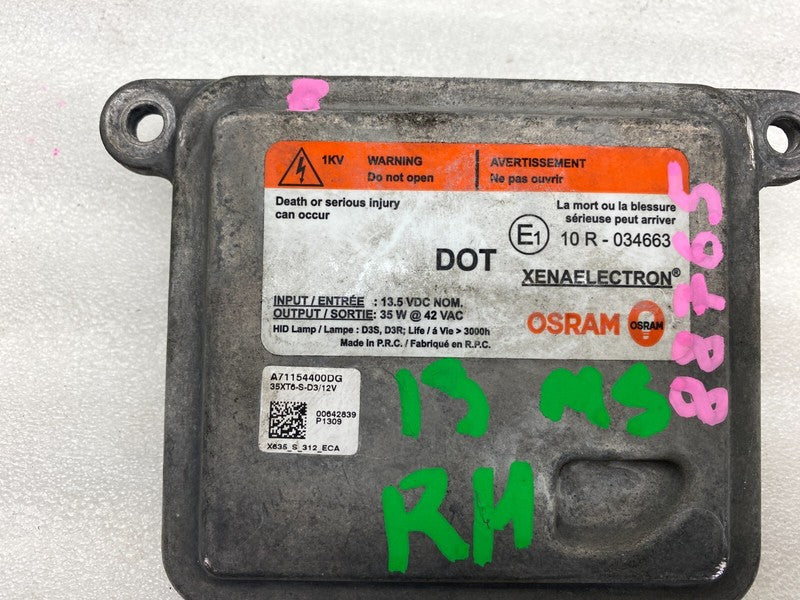 1KV WARNING AVERTISSEMENT
Do not open Ne pas ouvrir
Death or serious injury
can occur
La mort ou la blessure
sérieuse peut arriver
E1 10 R - 034663
DOT
XENAELECTRON®
INPUT / ENTRÉE : 13.5 VDC NOM.
OUTPUT / SORTIE: 35 W @ 42 VAC
HID Lamp / Lampe : D3S, D3R; Life / á Vie > 3000h
Made in P.R.C. / Fabriqué en R.P.C.
OSRAM OSRAM
A71154400DG
35XT6-S-D3/12V
00642839
P1309
X635_S_312_ECA
13 MS
RH
88765